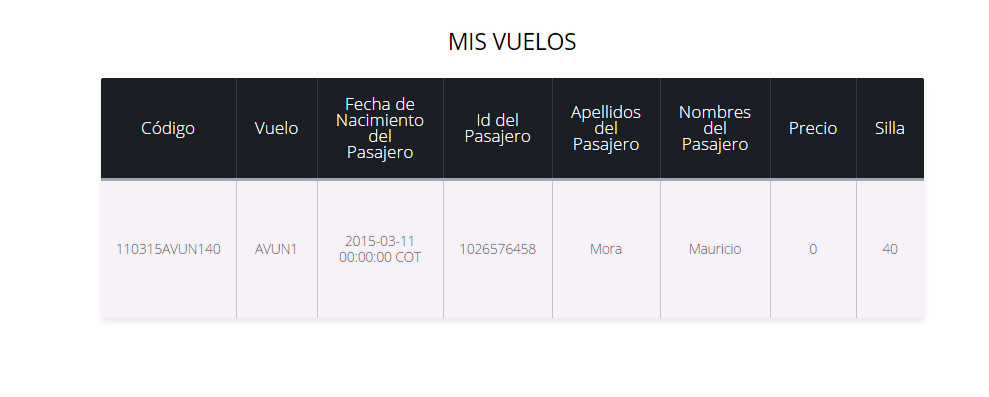 MIS VUELOS
Código
Vuelo
Fecha de
Nacimiento
del
Pasajero
Id del
Pasajero
Apellidos
del
Pasajero
Nombres
del
Pasajero
Precio
Silla
110315AVUN140
AVUN1
2015-03-11
00:00:00 COT
1026576458
Mora
Mauricio
0
40